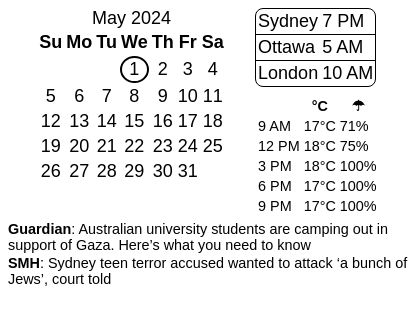 May 2024
Su Mo Tu We Th Fr Sa
1 2 3 4
5 6 7 8 9 10 11
12 13 14 15 16 17 18
19 20 21 22 23 24 25
26 27 28 29 30 31
Sydney 7 PM
Ottawa 5 AM
London 10 AM
°C ☂
9 AM 17°C 71%
12 PM 18°C 75%
3 PM 18°C 100%
6 PM 17°C 100%
9 PM 17°C 100%
Guardian: Australian university students are camping out in
support of Gaza. Here’s what you need to know
SMH: Sydney teen terror accused wanted to attack ‘a bunch of
Jews’, court told